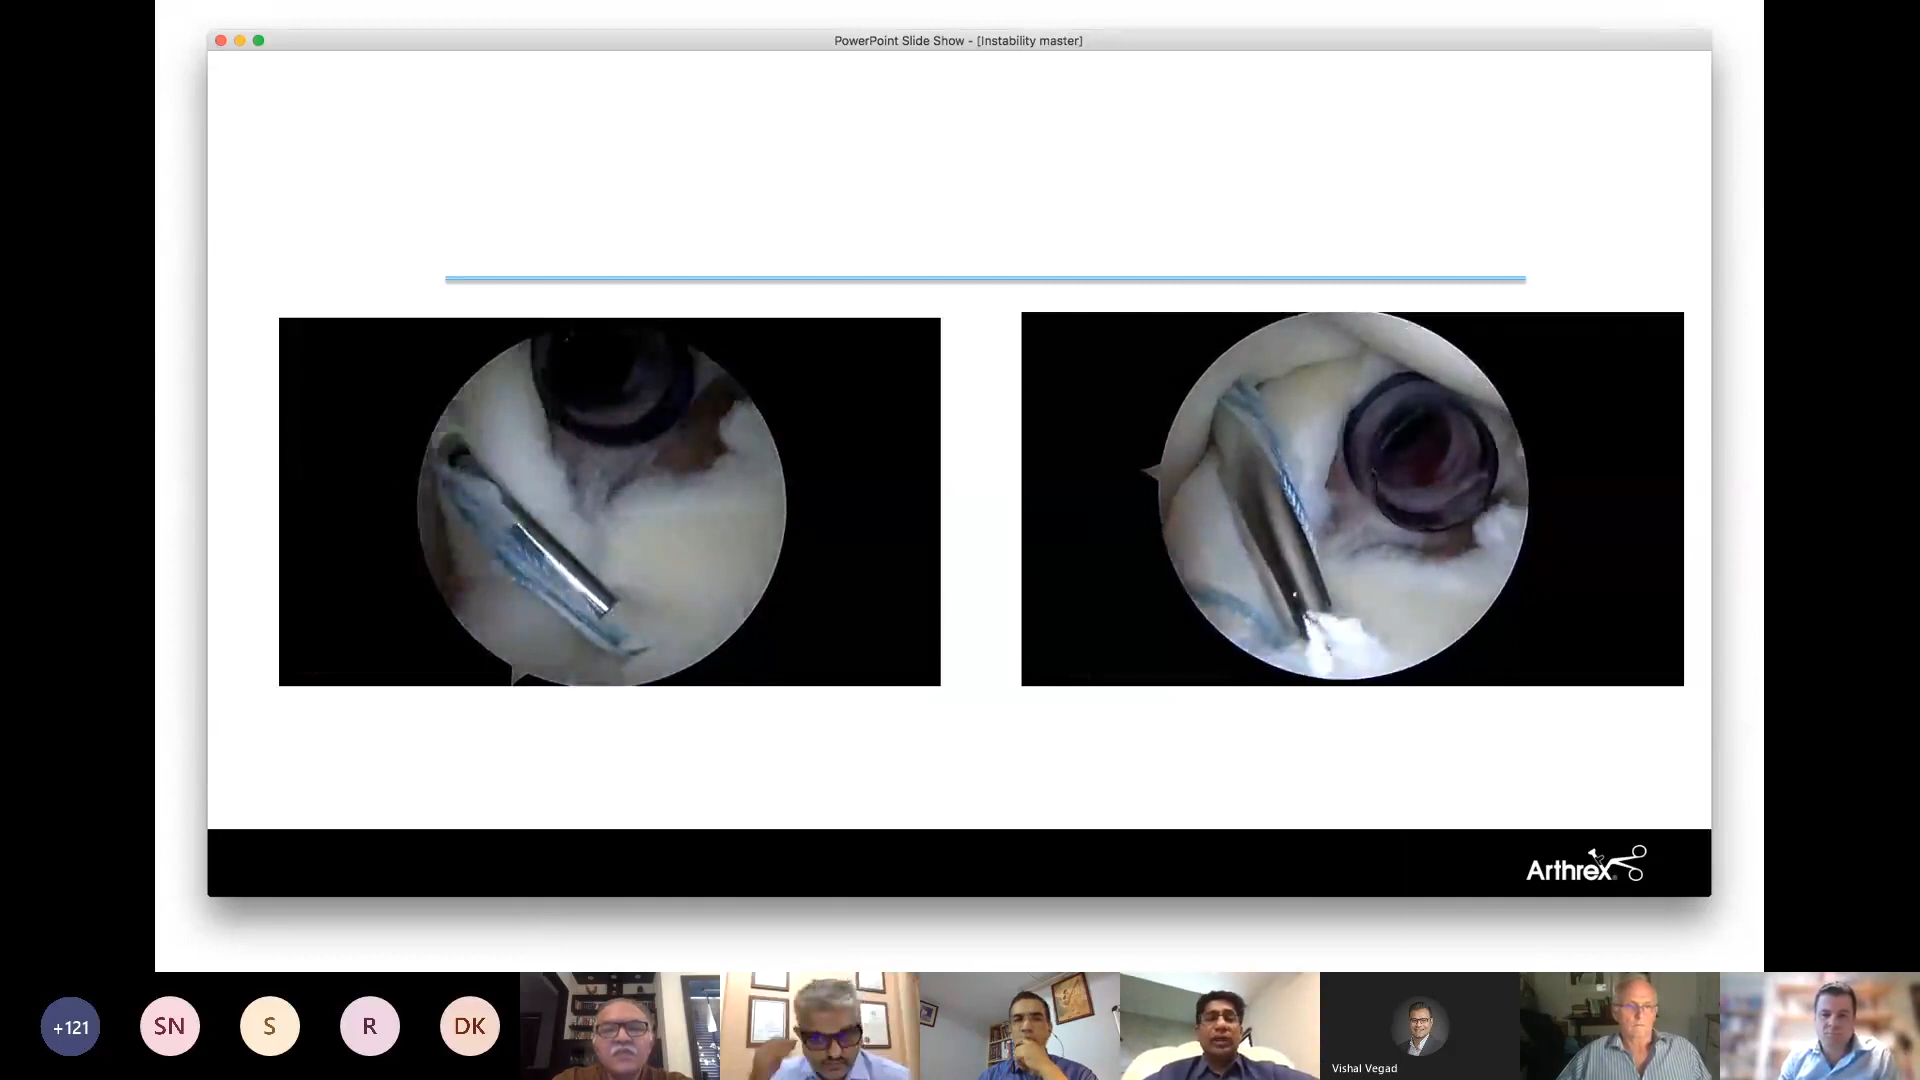 PowerPoint Slide Show - [Instability master]
Arthrex
+121
SN
S
R
DK
Vishal Vegad